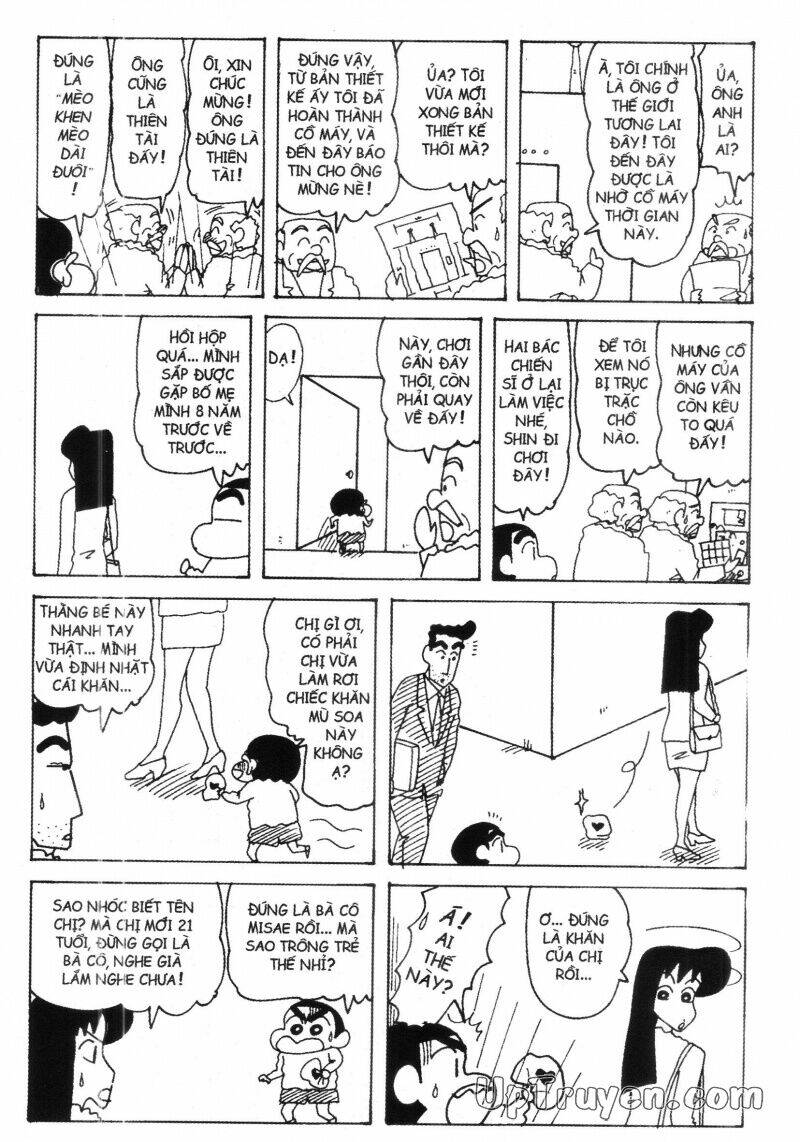 ỦA,
ÔNG
ANH
LÀ
AI?
À, TÔI CHÍNH
LÀ ÔNG Ở
THẾ GIỚI
TƯƠNG LAI
ĐÂY! TÔI
ĐẾN ĐÂY
ĐƯỢC LÀ
NHỜ CỖ MÁY
THỜI GIAN
NÀY.
ỦA? TÔI
VỪA MỚI
XONG BẢN
THIẾT KẾ
THÔI MÀ?
ĐÚNG VẬY,
TỪ BẢN THIẾT
KẾ ẤY TÔI ĐÃ
HOÀN THÀNH
CỖ MÁY, VÀ
ĐẾN ĐÂY BÁO
TIN CHO ÔNG
MỪNG NÈ!
ÔI, XIN
CHÚC
MỪNG!
ÔNG
ĐÚNG LÀ
THIÊN
TÀI!
ÔNG
CŨNG
LÀ
THIÊN
TÀI
ĐẤY!
ĐÚNG
LÀ
"MÈO
KHEN
MÈO
DÀI
ĐUÔI"
!
NHƯNG CỖ
MÁY CỦA
ÔNG VẪN
CÒN KÊU
TO QUÁ
ĐẤY!
ĐỂ TÔI
XEM NÓ
BỊ TRỤC
TRẶC
CHỖ
NÀO.
HAI BÁC
CHIẾN
SĨ Ở LẠI
LÀM VIỆC
NHÉ,
SHIN ĐI
CHƠI
ĐÂY!
NÀY, CHƠI
GẦN ĐÂY
THÔI, CÒN
PHẢI QUAY
VỀ ĐẤY!
DẠ!
HỒI HỘP
QUÁ... MÌNH
SẮP ĐƯỢC
GẶP BỐ MẸ
MÌNH 8 NĂM
TRƯỚC VỀ
TRƯỚC...
CHỊ GÌ ƠI,
CÓ PHẢI
CHỊ VỪA
LÀM RƠI
CHIẾC KHĂN
MÙ SOA
NÀY
KHÔNG
Ạ?
THẰNG BÉ NÀY
NHANH TAY
THẬT... MÌNH
VỪA ĐỊNH NHẶT
CÁI KHĂN...
Ơ... ĐÚNG
LÀ KHĂN
CỦA CHỊ
RỒI...
Á!
AI
THẾ
NÀY?
ĐÚNG LÀ BÀ CÔ
MISAE RỒI... MÀ
SAO TRÔNG TRẺ
THẾ NHỈ?
SAO NHÓC BIẾT TÊN
CHỊ? MÀ CHỊ MỚI 21
TUỔI, ĐỪNG GỌI LÀ
BÀ CÔ, NGHE GIÀ
LẮM NGHE CHƯA!
UpTruyen.com